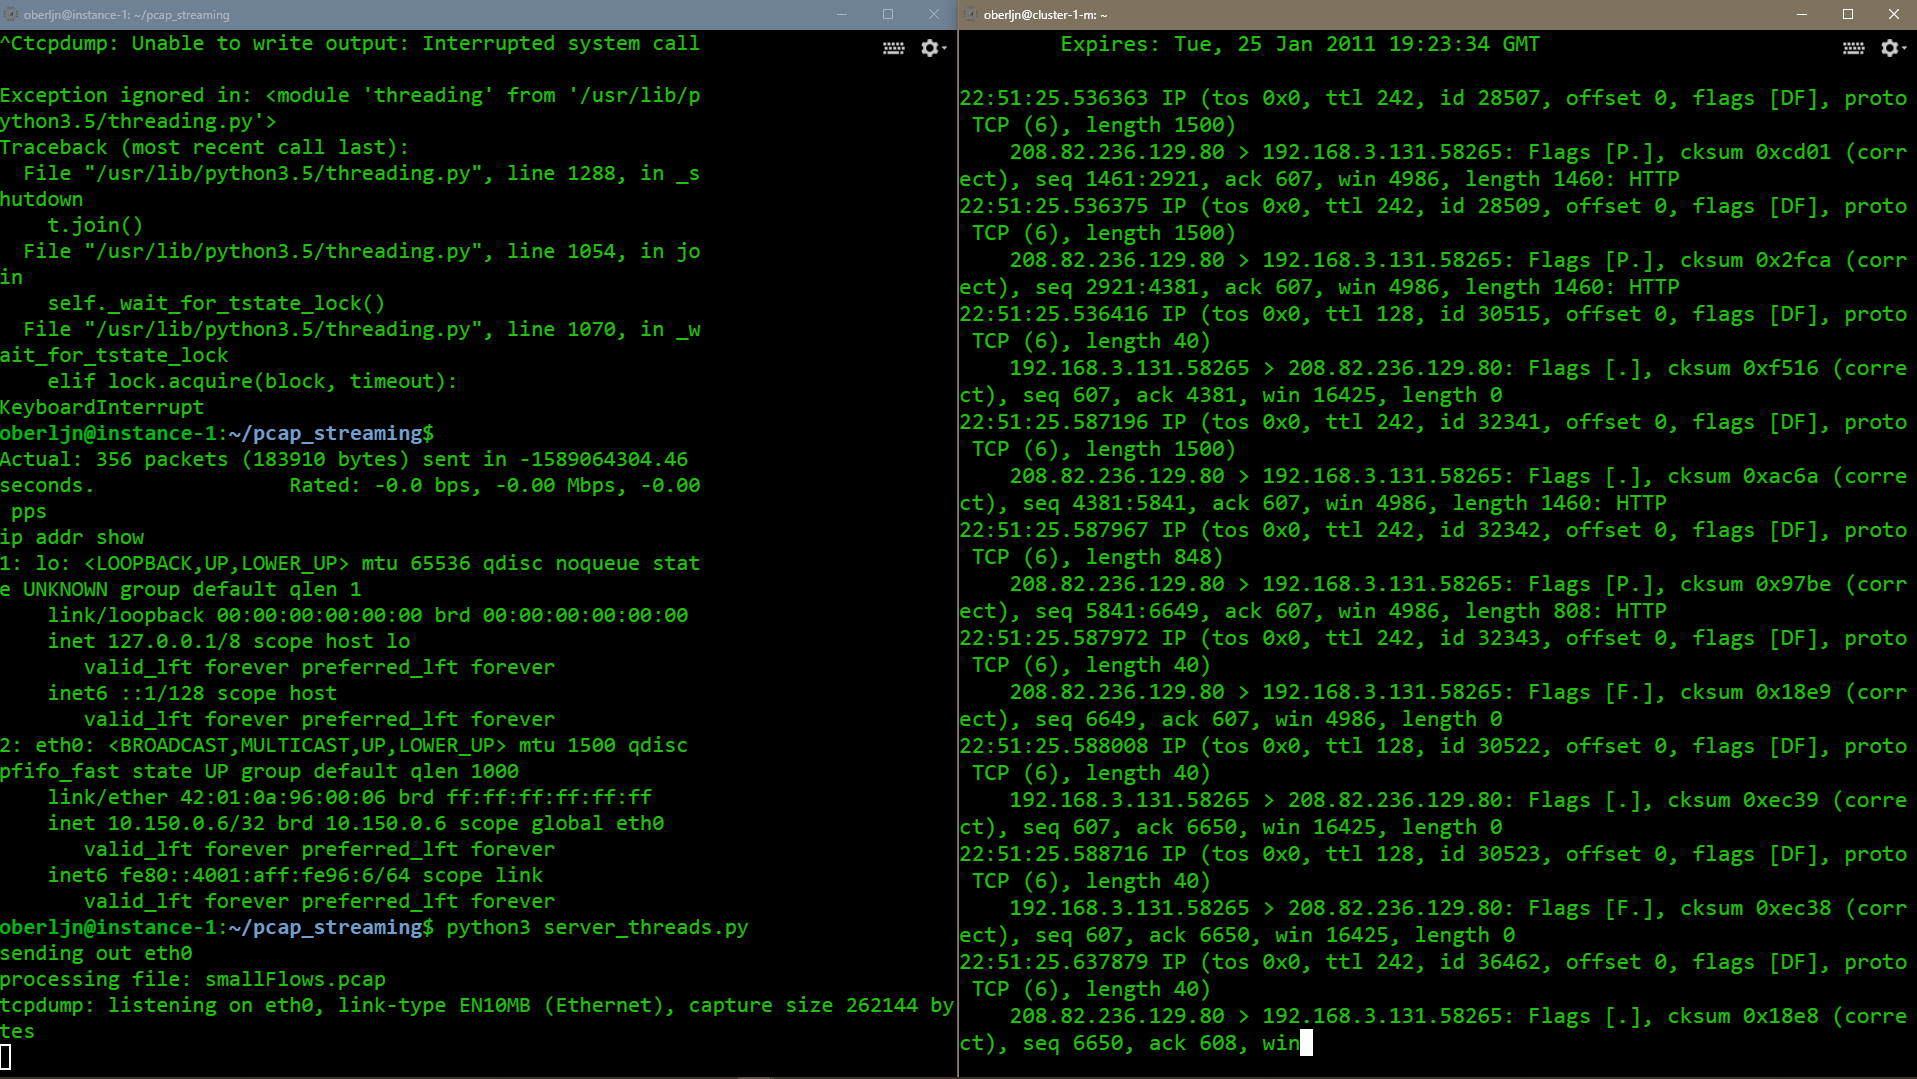 oberljn@instance-1: ~/pcap_streaming
^Ctcpdump: Unable to write output: Interrupted system call
Exception ignored in: <module 'threading' from '/usr/lib/p
ython3.5/threading.py'>
Traceback (most recent call last):
  File "/usr/lib/python3.5/threading.py", line 1288, in _s
hutdown
    t.join()
  File "/usr/lib/python3.5/threading.py", line 1054, in jo
in
    self._wait_for_tstate_lock()
  File "/usr/lib/python3.5/threading.py", line 1070, in _w
ait_for_tstate_lock
    elif lock.acquire(block, timeout):
KeyboardInterrupt
oberljn@instance-1:~/pcap_streaming$
Actual: 356 packets (183910 bytes) sent in -1589064304.46
seconds.                Rated: -0.0 bps, -0.00 Mbps, -0.00
 pps
ip addr show
1: lo: <LOOPBACK,UP,LOWER_UP> mtu 65536 qdisc noqueue stat
e UNKNOWN group default qlen 1
    link/loopback 00:00:00:00:00:00 brd 00:00:00:00:00:00
    inet 127.0.0.1/8 scope host lo
       valid_lft forever preferred_lft forever
    inet6 ::1/128 scope host
       valid_lft forever preferred_lft forever
2: eth0: <BROADCAST,MULTICAST,UP,LOWER_UP> mtu 1500 qdisc
pfifo_fast state UP group default qlen 1000
    link/ether 42:01:0a:96:00:06 brd ff:ff:ff:ff:ff:ff
    inet 10.150.0.6/32 brd 10.150.0.6 scope global eth0
       valid_lft forever preferred_lft forever
    inet6 fe80::4001:aff:fe96:6/64 scope link
       valid_lft forever preferred_lft forever
oberljn@instance-1:~/pcap_streaming$ python3 server_threads.py
sending out eth0
processing file: smallFlows.pcap
tcpdump: listening on eth0, link-type EN10MB (Ethernet), capture size 262144 by
tes
oberljn@cluster-1-m: ~
        Expires: Tue, 25 Jan 2011 19:23:34 GMT
22:51:25.536363 IP (tos 0x0, ttl 242, id 28507, offset 0, flags [DF], proto
 TCP (6), length 1500)
    208.82.236.129.80 > 192.168.3.131.58265: Flags [P.], cksum 0xcd01 (corr
ect), seq 1461:2921, ack 607, win 4986, length 1460: HTTP
22:51:25.536375 IP (tos 0x0, ttl 242, id 28509, offset 0, flags [DF], proto
 TCP (6), length 1500)
    208.82.236.129.80 > 192.168.3.131.58265: Flags [P.], cksum 0x2fca (corr
ect), seq 2921:4381, ack 607, win 4986, length 1460: HTTP
22:51:25.536416 IP (tos 0x0, ttl 128, id 30515, offset 0, flags [DF], proto
 TCP (6), length 40)
    192.168.3.131.58265 > 208.82.236.129.80: Flags [.], cksum 0xf516 (corre
ct), seq 607, ack 4381, win 16425, length 0
22:51:25.587196 IP (tos 0x0, ttl 242, id 32341, offset 0, flags [DF], proto
 TCP (6), length 1500)
    208.82.236.129.80 > 192.168.3.131.58265: Flags [.], cksum 0xac6a (corre
ct), seq 4381:5841, ack 607, win 4986, length 1460: HTTP
22:51:25.587967 IP (tos 0x0, ttl 242, id 32342, offset 0, flags [DF], proto
 TCP (6), length 848)
    208.82.236.129.80 > 192.168.3.131.58265: Flags [P.], cksum 0x97be (corr
ect), seq 5841:6649, ack 607, win 4986, length 808: HTTP
22:51:25.587972 IP (tos 0x0, ttl 242, id 32343, offset 0, flags [DF], proto
 TCP (6), length 40)
    208.82.236.129.80 > 192.168.3.131.58265: Flags [F.], cksum 0x18e9 (corr
ect), seq 6649, ack 607, win 4986, length 0
22:51:25.588008 IP (tos 0x0, ttl 128, id 30522, offset 0, flags [DF], proto
 TCP (6), length 40)
    192.168.3.131.58265 > 208.82.236.129.80: Flags [.], cksum 0xec39 (corre
ct), seq 607, ack 6650, win 16425, length 0
22:51:25.588716 IP (tos 0x0, ttl 128, id 30523, offset 0, flags [DF], proto
 TCP (6), length 40)
    192.168.3.131.58265 > 208.82.236.129.80: Flags [F.], cksum 0xec38 (corr
ect), seq 607, ack 6650, win 16425, length 0
22:51:25.637879 IP (tos 0x0, ttl 242, id 36462, offset 0, flags [DF], proto
 TCP (6), length 40)
    208.82.236.129.80 > 192.168.3.131.58265: Flags [.], cksum 0x18e8 (corre
ct), seq 6650, ack 608, win